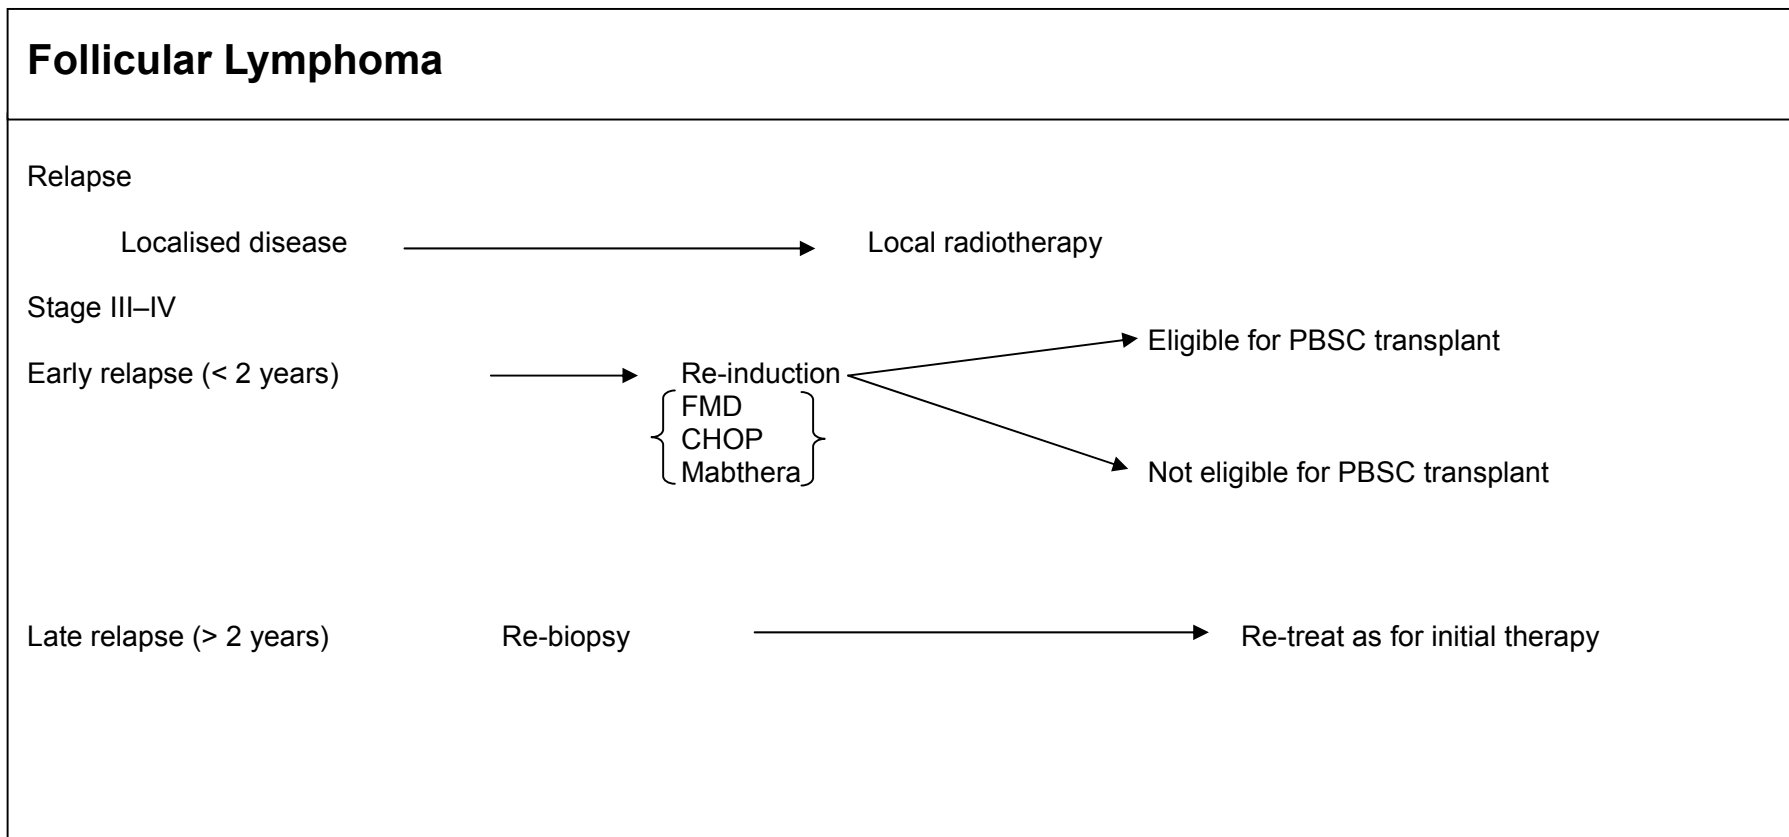 Follicular Lymphoma
Relapse
Localised disease Local radiotherapy
Stage III–IV
Eligible for PBSC transplant
Early relapse (< 2 years) Re-induction
FMD
CHOP
Mabthera
Not eligible for PBSC transplant
Late relapse (> 2 years) Re-biopsy Re-treat as for initial therapy